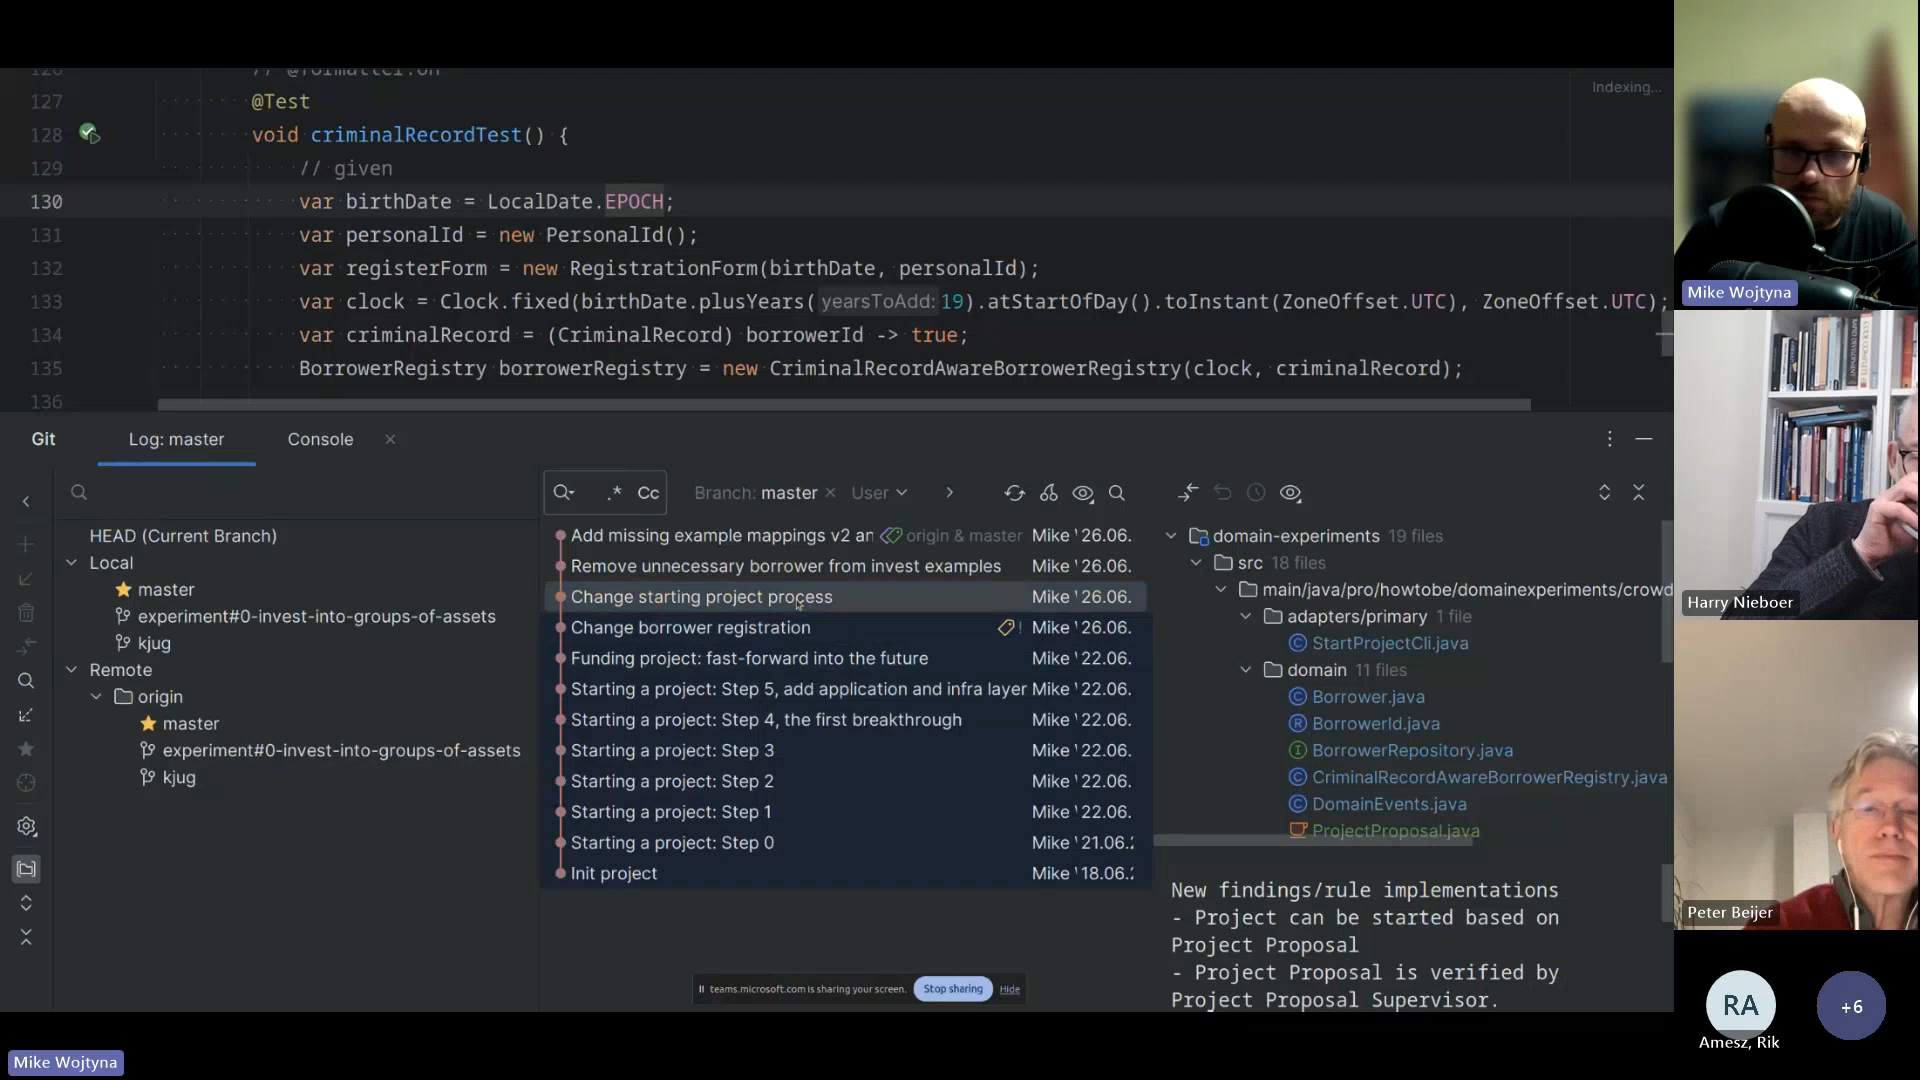 126 // @formatter:on
Indexing...
127 @Test
128 void criminalRecordTest() {
129 // given
130 var birthDate = LocalDate.EPOCH;
131 var personalId = new PersonalId();
132 var registerForm = new RegistrationForm(birthDate, personalId);
133 var clock = Clock.fixed(birthDate.plusYears( yearsToAdd: 19).atStartOfDay().toInstant(ZoneOffset.UTC), ZoneOffset.UTC);
134 var criminalRecord = (CriminalRecord) borrowerId -> true;
135 BorrowerRegistry borrowerRegistry = new CriminalRecordAwareBorrowerRegistry(clock, criminalRecord);
136
Git Log: master Console
.* Cc Branch: master User
HEAD (Current Branch)
Local
master
experiment#0-invest-into-groups-of-assets
kjug
Remote
origin
master
experiment#0-invest-into-groups-of-assets
kjug
Add missing example mappings v2 an origin & master Mike 26.06.
Remove unnecessary borrower from invest examples Mike 26.06.
Change starting project process Mike 26.06.
Change borrower registration Mike 26.06.
Funding project: fast-forward into the future Mike 22.06.
Starting a project: Step 5, add application and infra layer Mike 22.06.
Starting a project: Step 4, the first breakthrough Mike 22.06.
Starting a project: Step 3 Mike 22.06.
Starting a project: Step 2 Mike 22.06.
Starting a project: Step 1 Mike 22.06.
Starting a project: Step 0 Mike 21.06.
Init project Mike 18.06.
domain-experiments 19 files
src 18 files
main/java/pro/howtobe/domainexperiments/crowd
adapters/primary 1 file
StartProjectCli.java
domain 11 files
Borrower.java
BorrowerId.java
BorrowerRepository.java
CriminalRecordAwareBorrowerRegistry.java
DomainEvents.java
ProjectProposal.java
New findings/rule implementations
- Project can be started based on
Project Proposal
- Project Proposal is verified by
Project Proposal Supervisor.
teams.microsoft.com is sharing your screen. Stop sharing Hide
Mike Wojtyna
Harry Nieboer
Peter Beijer
RA
Amesz, Rik
+6
Mike Wojtyna